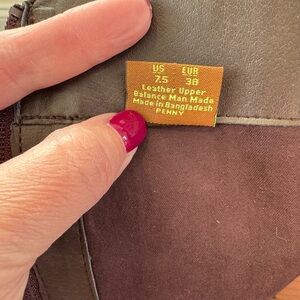 US EUR
7.5 38
Leather Upper
Balance Man Made
Made in Bangladesh
PENNY